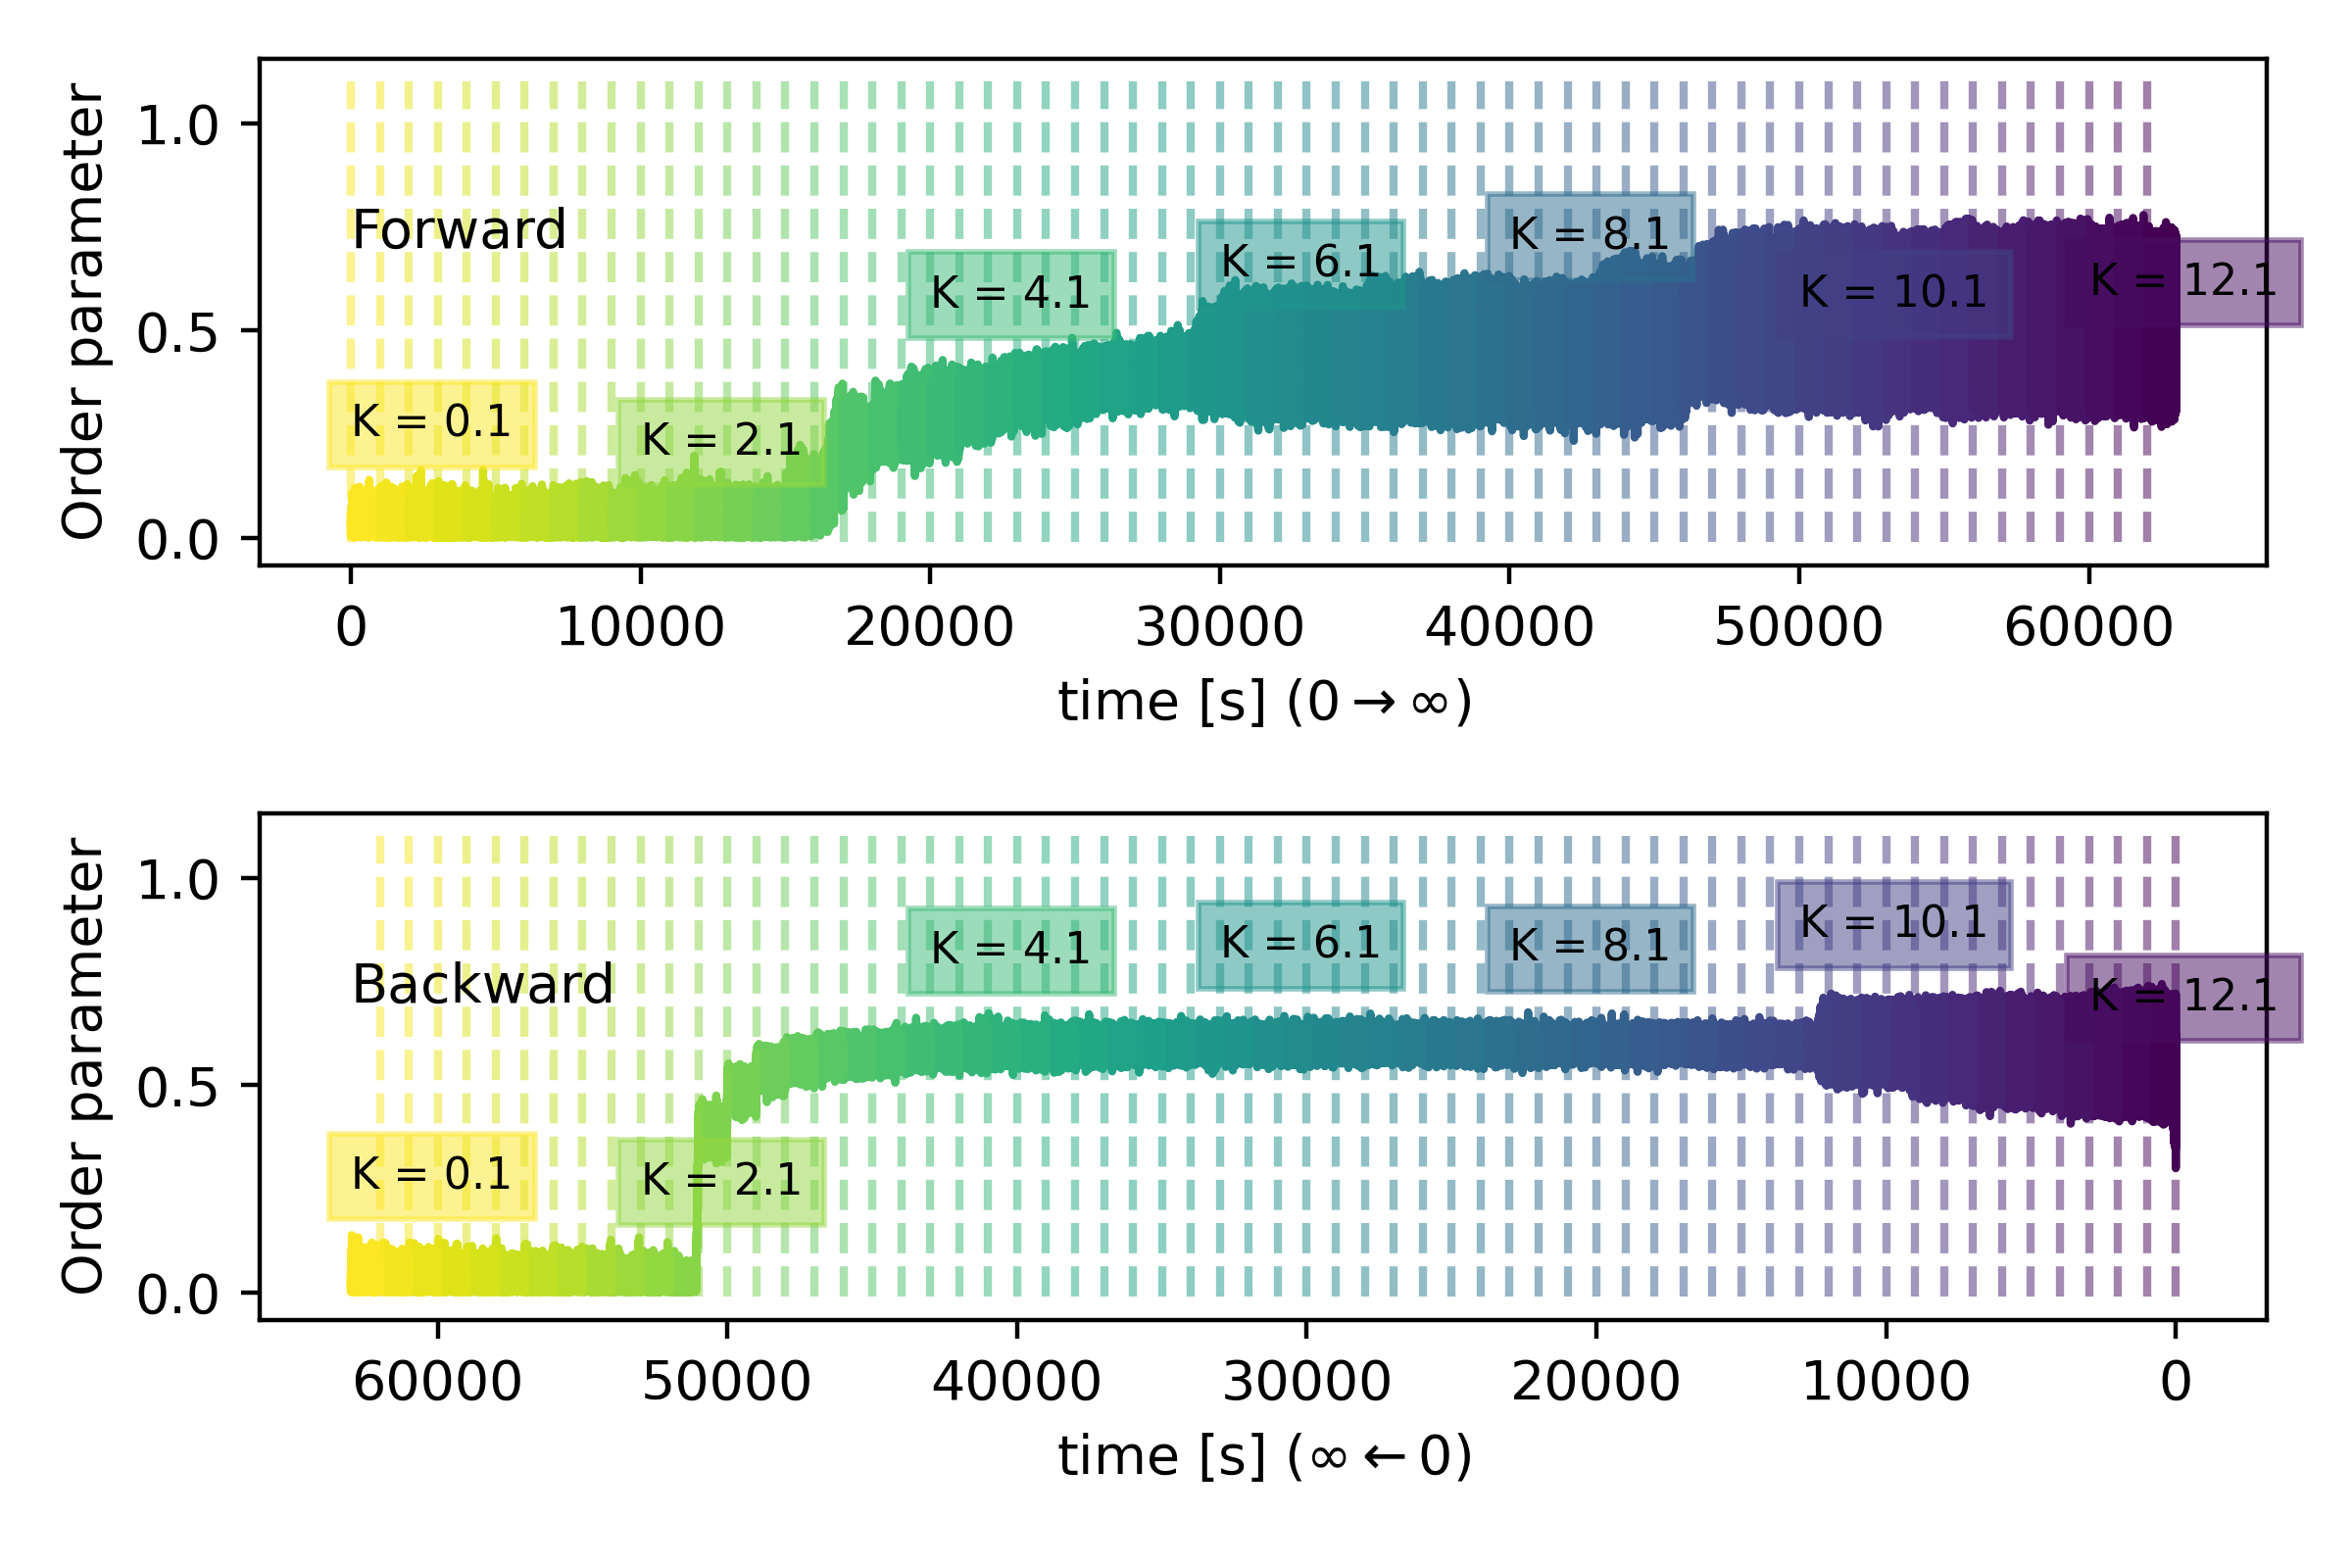 Order parameter
1.0
0.5
0.0
Forward
K = 0.1
K = 2.1
K = 4.1
K = 6.1
K = 8.1
K = 10.1
K = 12.1
0 10000 20000 30000 40000 50000 60000
time [s] (0 → ∞)
Order parameter
1.0
0.5
0.0
Backward
K = 0.1
K = 2.1
K = 4.1
K = 6.1
K = 8.1
K = 10.1
K = 12.1
60000 50000 40000 30000 20000 10000 0
time [s] (∞ ← 0)